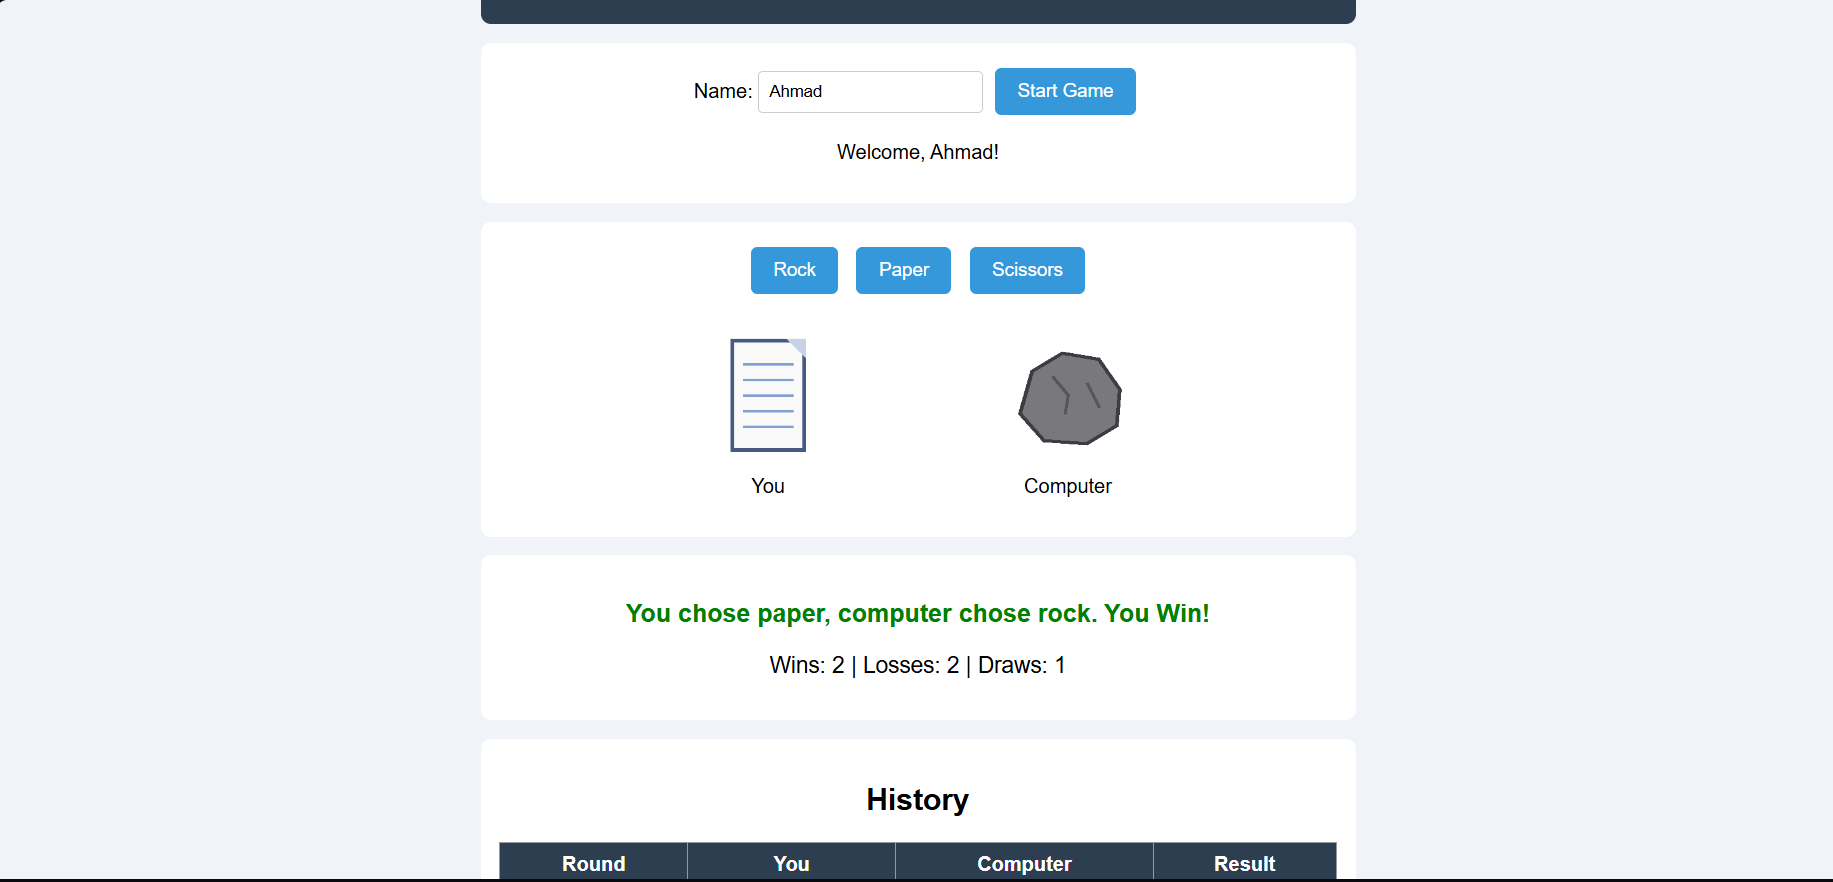 Name: Ahmad Start Game
Welcome, Ahmad!
Rock Paper Scissors
You Computer
You chose paper, computer chose rock. You Win!
Wins: 2 | Losses: 2 | Draws: 1
History
Round You Computer Result